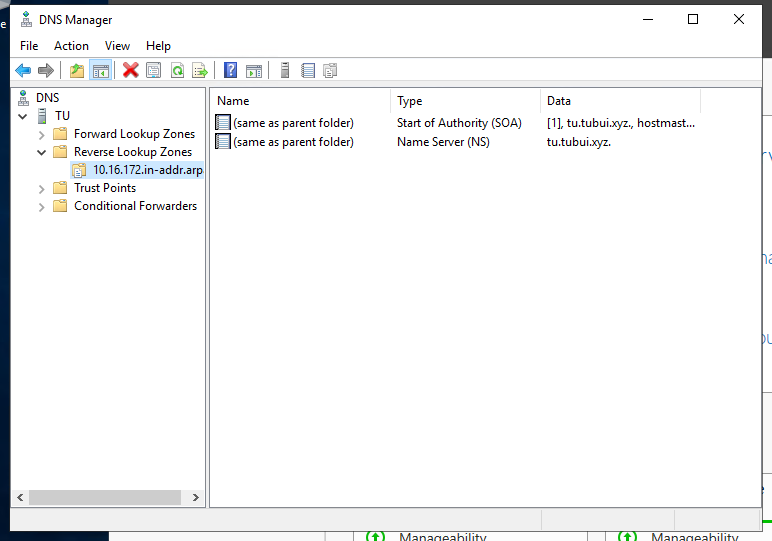 e
DNS Manager
File Action View Help
DNS
TU
Forward Lookup Zones
Reverse Lookup Zones
10.16.172.in-addr.arp
Trust Points
Conditional Forwarders
Name Type Data
(same as parent folder) Start of Authority (SOA) [1], tu.tubui.xyz., hostmast...
(same as parent folder) Name Server (NS) tu.tubui.xyz.
Manageability Manageability